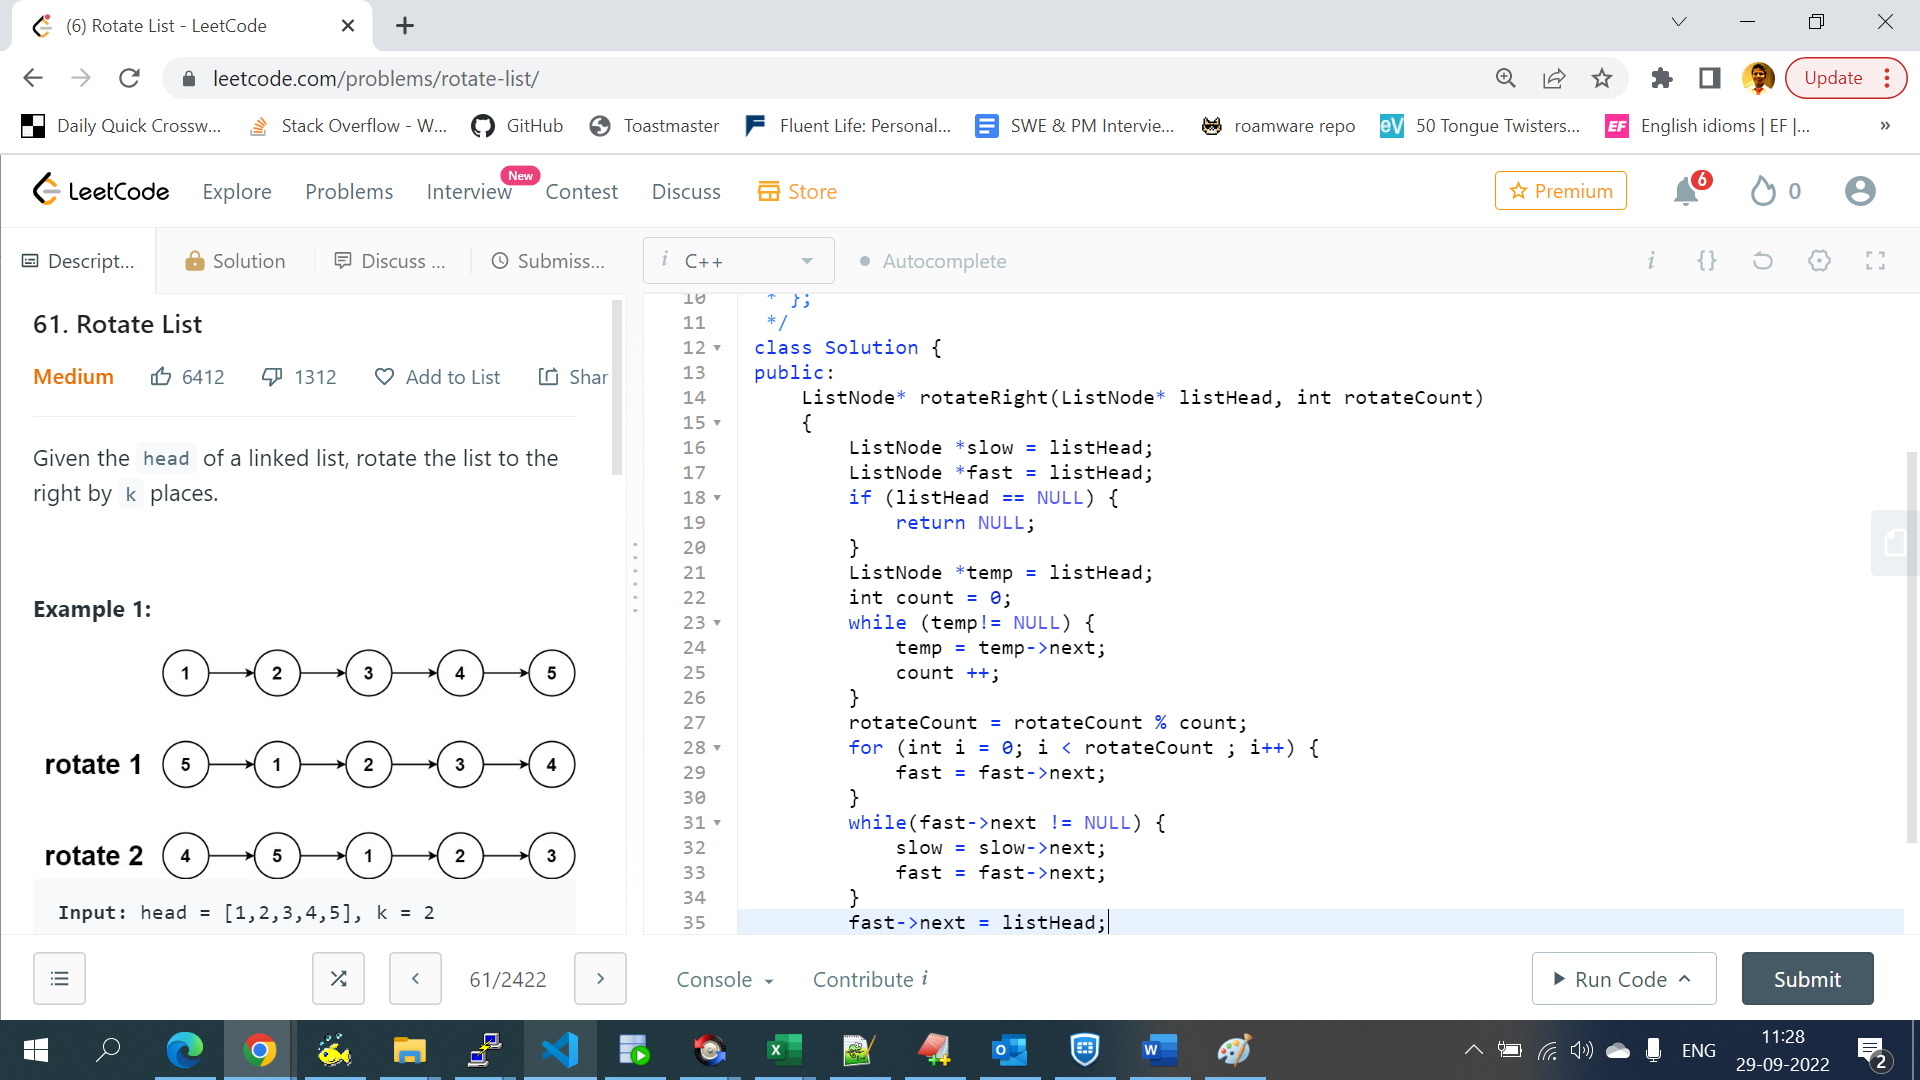 (6) Rotate List - LeetCode
leetcode.com/problems/rotate-list/
Update
Daily Quick Crossw... Stack Overflow - W... GitHub Toastmaster Fluent Life: Personal... SWE & PM Intervie... roamware repo eV 50 Tongue Twisters... EF English idioms | EF |... »
LeetCode Explore Problems Interview New Contest Discuss Store Premium 6 0
Descript... Solution Discuss ... Submiss... i C++ Autocomplete i {}
61. Rotate List
Medium 6412 1312 Add to List Shar
Given the head of a linked list, rotate the list to the
right by k places.
Example 1:
1 2 3 4 5
rotate 1 5 1 2 3 4
rotate 2 4 5 1 2 3
Input: head = [1,2,3,4,5], k = 2
10 * };
11 */
12 class Solution {
13 public:
14 ListNode* rotateRight(ListNode* listHead, int rotateCount)
15 {
16 ListNode *slow = listHead;
17 ListNode *fast = listHead;
18 if (listHead == NULL) {
19 return NULL;
20 }
21 ListNode *temp = listHead;
22 int count = 0;
23 while (temp!= NULL) {
24 temp = temp->next;
25 count ++;
26 }
27 rotateCount = rotateCount % count;
28 for (int i = 0; i < rotateCount ; i++) {
29 fast = fast->next;
30 }
31 while(fast->next != NULL) {
32 slow = slow->next;
33 fast = fast->next;
34 }
35 fast->next = listHead;
61/2422 Console Contribute i Run Code Submit
ENG 11:28
29-09-2022 2